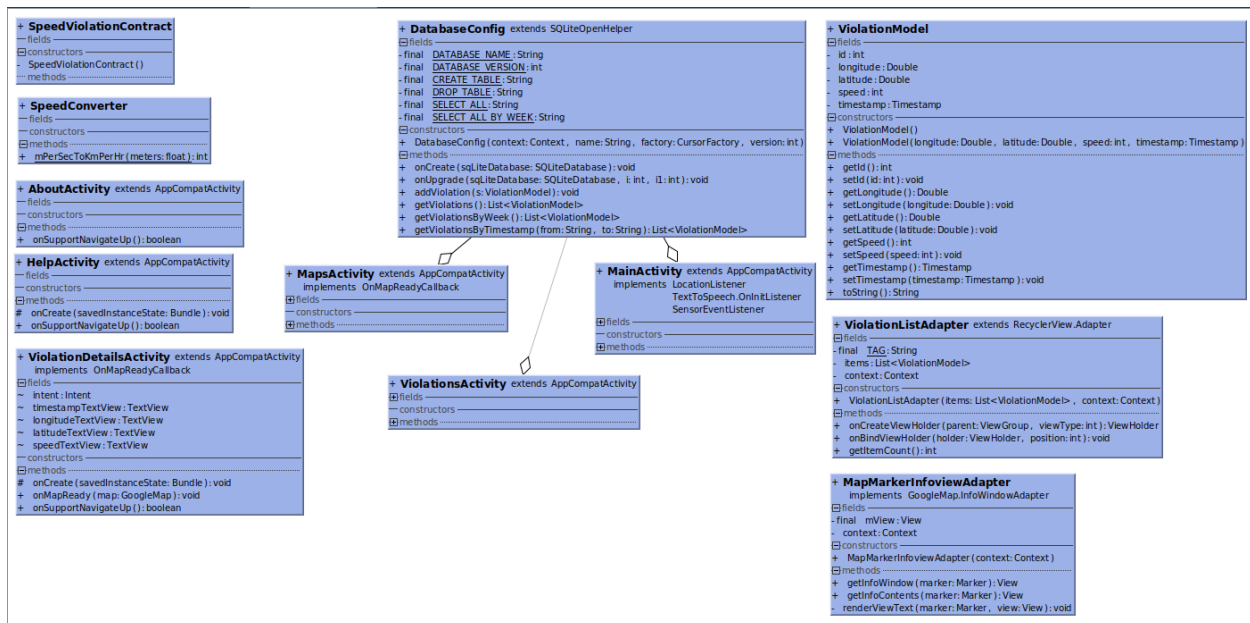 + SpeedViolationContract
fields
constructors
- SpeedViolationContract()
methods
+ SpeedConverter
fields
constructors
methods
+ mPerSecToKmPerHr(meters:float):int
+ AboutActivity extends AppCompatActivity
fields
constructors
methods
+ onSupportNavigateUp():boolean
+ HelpActivity extends AppCompatActivity
fields
constructors
methods
# onCreate(savedInstanceState:Bundle):void
+ onSupportNavigateUp():boolean
+ ViolationDetailsActivity extends AppCompatActivity
implements OnMapReadyCallback
fields
~ intent:Intent
~ timestampTextView:TextView
~ longitudeTextView:TextView
~ latitudeTextView:TextView
~ speedTextView:TextView
constructors
methods
# onCreate(savedInstanceState:Bundle):void
+ onMapReady(map:GoogleMap):void
+ onSupportNavigateUp():boolean
+ DatabaseConfig extends SQLiteOpenHelper
fields
- final DATABASE_NAME:String
- final DATABASE_VERSION:int
- final CREATE_TABLE:String
- final DROP_TABLE:String
- final SELECT_ALL:String
- final SELECT_ALL_BY_WEEK:String
constructors
+ DatabaseConfig(context:Context, name:String, factory:CursorFactory, version:int)
methods
+ onCreate(sqLiteDatabase:SQLiteDatabase):void
+ onUpgrade(sqLiteDatabase:SQLiteDatabase, i:int, i1:int):void
+ addViolation(s:ViolationModel):void
+ getViolations():List<ViolationModel>
+ getViolationsByWeek():List<ViolationModel>
+ getViolationsByTimestamp(from:String, to:String):List<ViolationModel>
+ MapsActivity extends AppCompatActivity
implements OnMapReadyCallback
fields
constructors
methods
+ MainActivity extends AppCompatActivity
implements LocationListener
TextToSpeech.OnInitListener
SensorEventListener
fields
constructors
methods
+ ViolationsActivity extends AppCompatActivity
fields
constructors
methods
+ ViolationModel
fields
- id:int
- longitude:Double
- latitude:Double
- speed:int
- timestamp:Timestamp
constructors
+ ViolationModel()
+ ViolationModel(longitude:Double, latitude:Double, speed:int, timestamp:Timestamp)
methods
+ getId():int
+ setId(id:int):void
+ getLongitude():Double
+ setLongitude(longitude:Double):void
+ getLatitude():Double
+ setLatitude(latitude:Double):void
+ getSpeed():int
+ setSpeed(speed:int):void
+ getTimestamp():Timestamp
+ setTimestamp(timestamp:Timestamp):void
+ toString():String
+ ViolationListAdapter extends RecyclerView.Adapter
fields
- final TAG:String
- items:List<ViolationModel>
- context:Context
constructors
+ ViolationListAdapter(items:List<ViolationModel>, context:Context)
methods
+ onCreateViewHolder(parent:ViewGroup, viewType:int):ViewHolder
+ onBindViewHolder(holder:ViewHolder, position:int):void
+ getItemCount():int
+ MapMarkerInfoviewAdapter
implements GoogleMap.InfoWindowAdapter
fields
- final mView:View
- context:Context
constructors
+ MapMarkerInfoviewAdapter(context:Context)
methods
+ getInfoWindow(marker:Marker):View
+ getInfoContents(marker:Marker):View
- renderViewText(marker:Marker, view:View):void